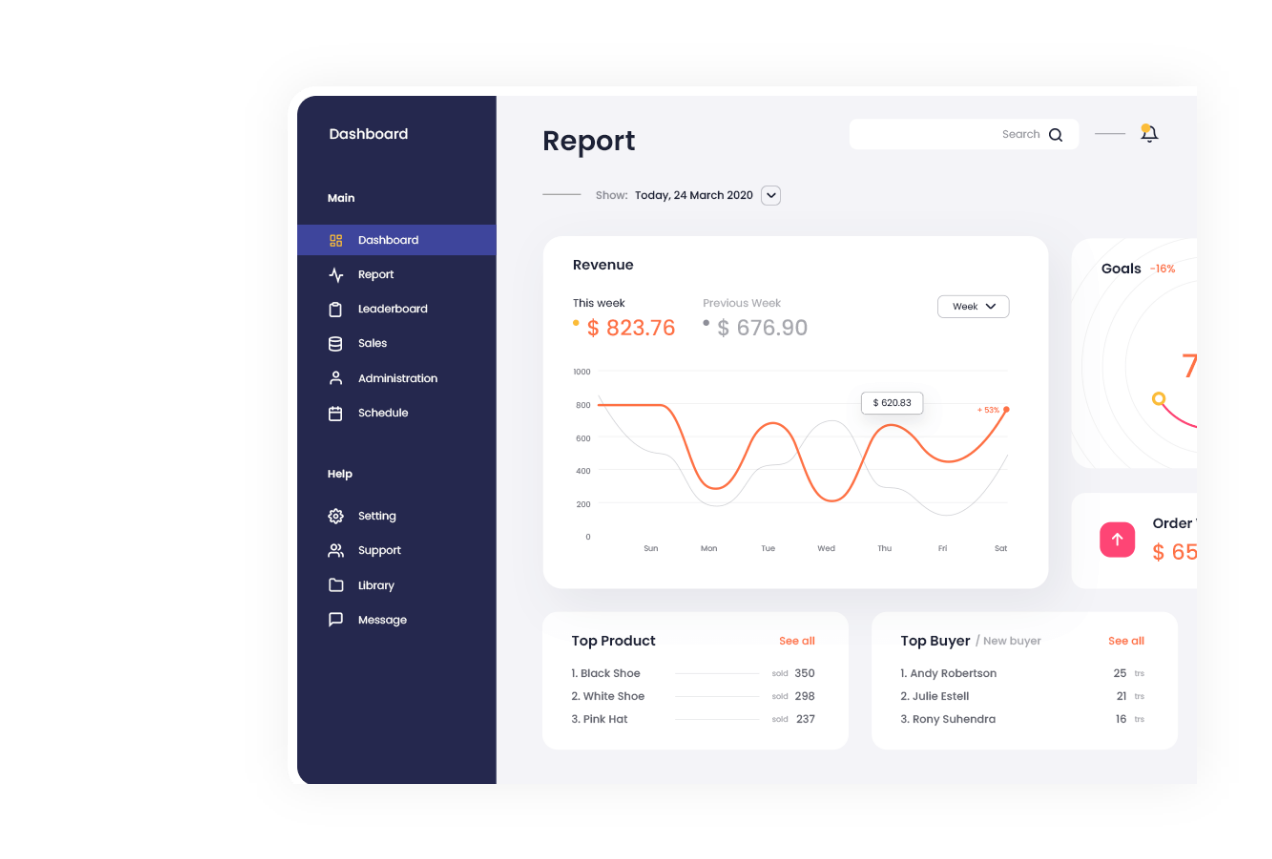 Dashboard
Main
Dashboard
Report
Leaderboard
Sales
Administration
Schedule
Help
Setting
Support
Library
Message
Report
Search
Show: Today, 24 March 2020
Revenue
This week
$ 823.76
Previous Week
$ 676.90
Week
1000
800
600
400
200
0
$ 620.83
+ 53%
Sun Mon Tue Wed Thu Fri Sat
Goals -16%
7
Order
$ 65
Top Product See all
1. Black Shoe sold 350
2. White Shoe sold 298
3. Pink Hat sold 237
Top Buyer / New buyer See all
1. Andy Robertson 25 trs
2. Julie Estell 21 trs
3. Rony Suhendra 16 trs